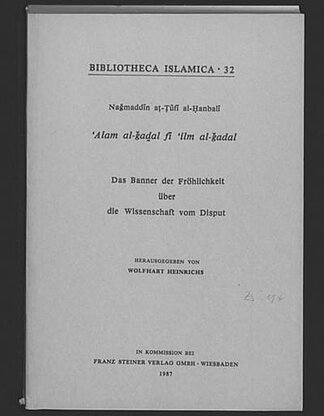 BIBLIOTHECA ISLAMICA · 32
Naǧmaddīn aṭ-Ṭūfī al-Ḥanbalī
ʿAlam al-ǧaḏal fī ʿilm al-ǧadal
Das Banner der Fröhlichkeit
über
die Wissenschaft vom Disput
HERAUSGEGEBEN VON
WOLFHART HEINRICHS
IN KOMMISSION BEI
FRANZ STEINER VERLAG GMBH · WIESBADEN
1987